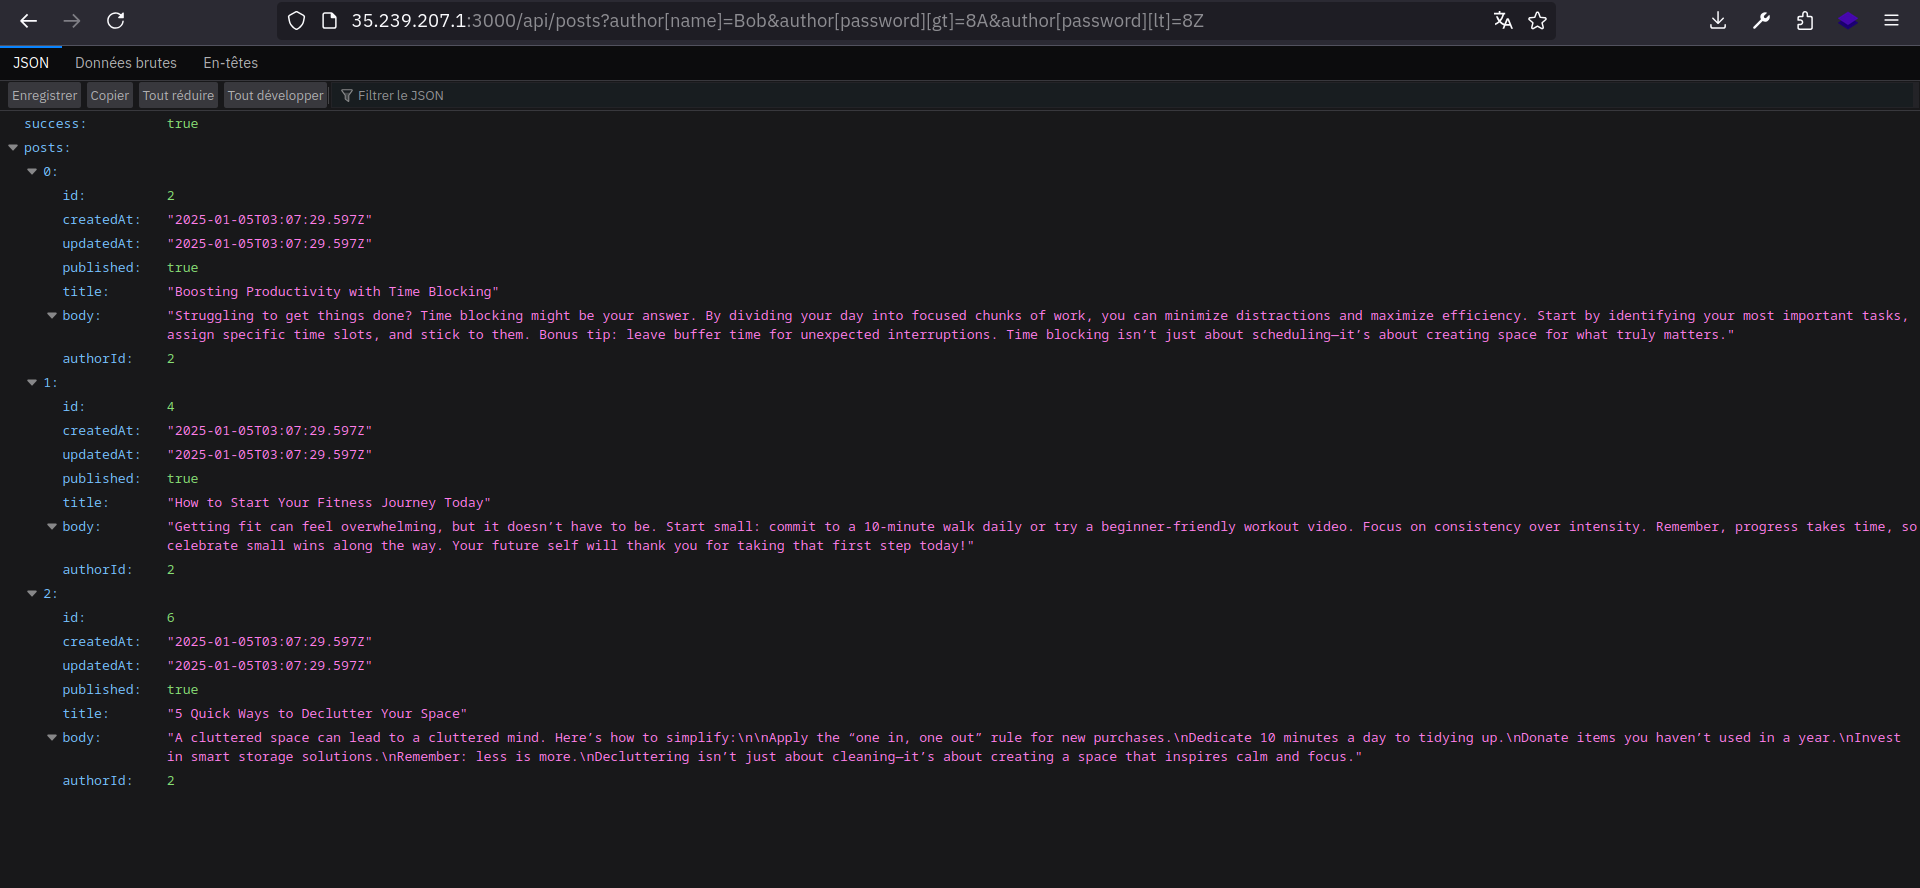 35.239.207.1:3000/api/posts?author[name]=Bob&author[password][gt]=8A&author[password][lt]=8Z
JSON Données brutes En-têtes
Enregistrer Copier Tout réduire Tout développer Filtrer le JSON
success: true
posts:
0:
id: 2
createdAt: "2025-01-05T03:07:29.597Z"
updatedAt: "2025-01-05T03:07:29.597Z"
published: true
title: "Boosting Productivity with Time Blocking"
body: "Struggling to get things done? Time blocking might be your answer. By dividing your day into focused chunks of work, you can minimize distractions and maximize efficiency. Start by identifying your most important tasks,
assign specific time slots, and stick to them. Bonus tip: leave buffer time for unexpected interruptions. Time blocking isn’t just about scheduling—it’s about creating space for what truly matters."
authorId: 2
1:
id: 4
createdAt: "2025-01-05T03:07:29.597Z"
updatedAt: "2025-01-05T03:07:29.597Z"
published: true
title: "How to Start Your Fitness Journey Today"
body: "Getting fit can feel overwhelming, but it doesn’t have to be. Start small: commit to a 10-minute walk daily or try a beginner-friendly workout video. Focus on consistency over intensity. Remember, progress takes time, so
celebrate small wins along the way. Your future self will thank you for taking that first step today!"
authorId: 2
2:
id: 6
createdAt: "2025-01-05T03:07:29.597Z"
updatedAt: "2025-01-05T03:07:29.597Z"
published: true
title: "5 Quick Ways to Declutter Your Space"
body: "A cluttered space can lead to a cluttered mind. Here’s how to simplify:\n\nApply the “one in, one out” rule for new purchases.\nDedicate 10 minutes a day to tidying up.\nDonate items you haven’t used in a year.\nInvest
in smart storage solutions.\nRemember: less is more.\nDecluttering isn’t just about cleaning—it’s about creating a space that inspires calm and focus."
authorId: 2